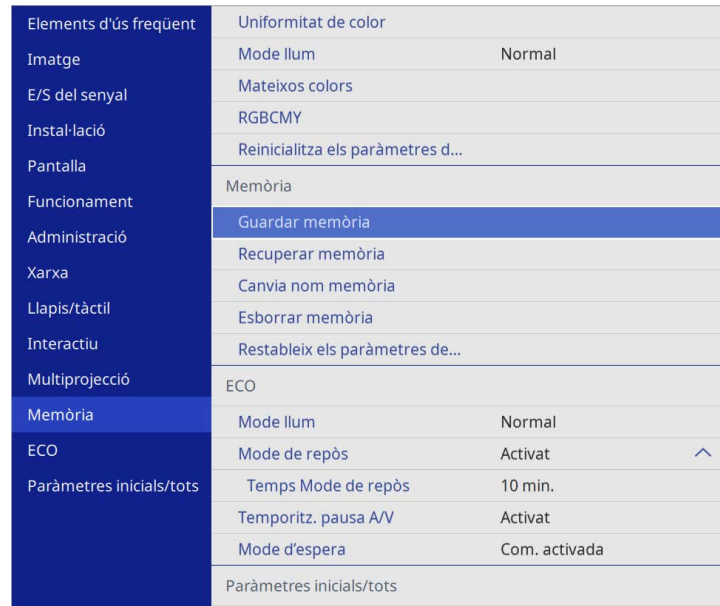 Elements d'ús freqüent
Imatge
E/S del senyal
Instal·lació
Pantalla
Funcionament
Administració
Xarxa
Llapis/tàctil
Interactiu
Multiprojecció
Memòria
ECO
Paràmetres inicials/tots
Uniformitat de color
Mode llum Normal
Mateixos colors
RGBCMY
Reinicialitza els paràmetres d...
Memòria
Guardar memòria
Recuperar memòria
Canvia nom memòria
Esborrar memòria
Restableix els paràmetres de...
ECO
Mode llum Normal
Mode de repòs Activat
Temps Mode de repòs 10 min.
Temporitz. pausa A/V Activat
Mode d’espera Com. activada
Paràmetres inicials/tots